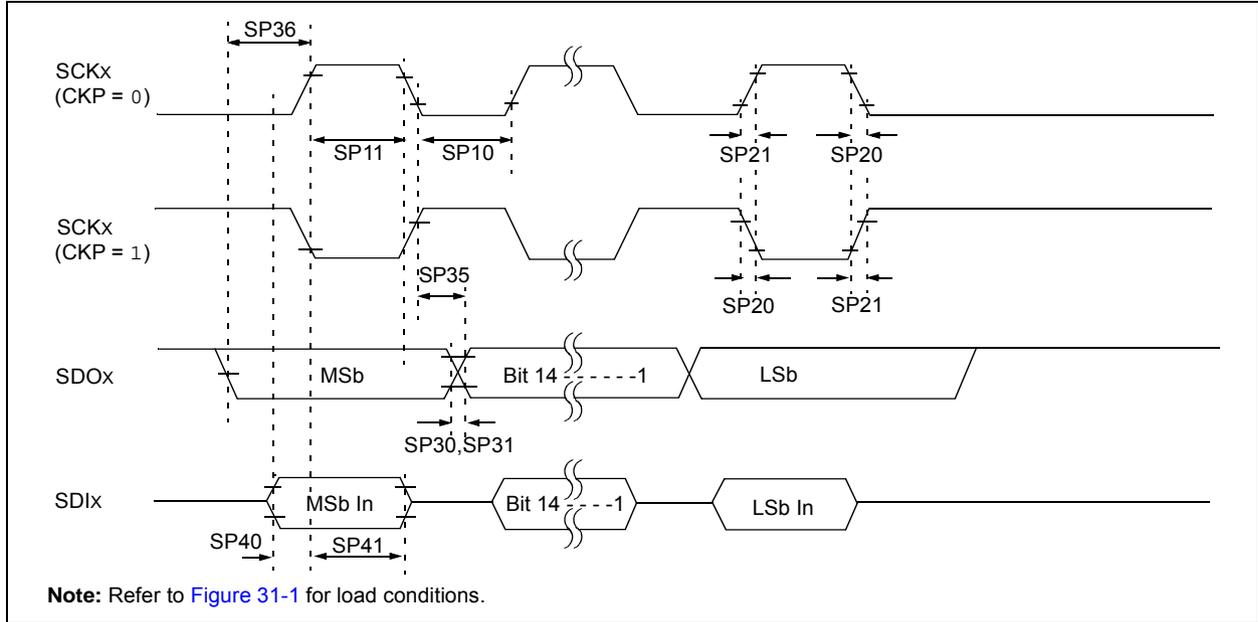 SP36
SCKx
(CKP = 0)
SP11
SP10
SP21
SP20
SCKx
(CKP = 1)
SP35
SP20
SP21
SDOx
MSb
Bit 14 - - - - - -1
LSb
SP30,SP31
SDIx
MSb In
Bit 14 - - - -1
LSb In
SP40
SP41
Note: Refer to Figure 31-1 for load conditions.